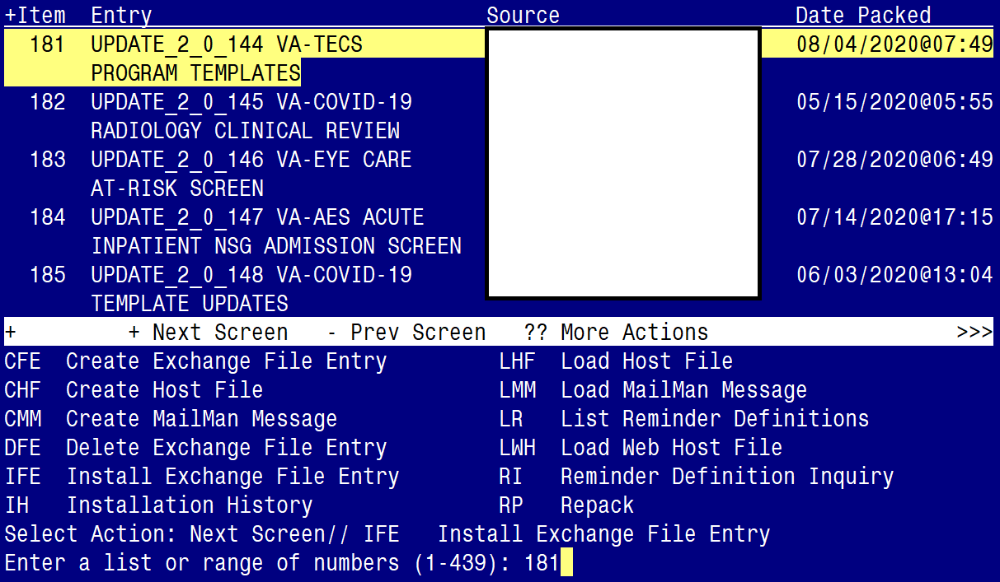 +Item  Entry                           Source                   Date Packed
  181  UPDATE_2_0_144 VA-TECS                                   08/04/2020@07:49
       PROGRAM TEMPLATES
  182  UPDATE_2_0_145 VA-COVID-19                               05/15/2020@05:55
       RADIOLOGY CLINICAL REVIEW
  183  UPDATE_2_0_146 VA-EYE CARE                               07/28/2020@06:49
       AT-RISK SCREEN
  184  UPDATE_2_0_147 VA-AES ACUTE                              07/14/2020@17:15
       INPATIENT NSG ADMISSION SCREEN
  185  UPDATE_2_0_148 VA-COVID-19                               06/03/2020@13:04
       TEMPLATE UPDATES
+         + Next Screen   - Prev Screen   ?? More Actions                    >>>
CFE  Create Exchange File Entry         LHF  Load Host File
CHF  Create Host File                   LMM  Load MailMan Message
CMM  Create MailMan Message             LR   List Reminder Definitions
DFE  Delete Exchange File Entry         LWH  Load Web Host File
IFE  Install Exchange File Entry        RI   Reminder Definition Inquiry
IH   Installation History               RP   Repack
Select Action: Next Screen// IFE   Install Exchange File Entry
Enter a list or range of numbers (1-439): 181